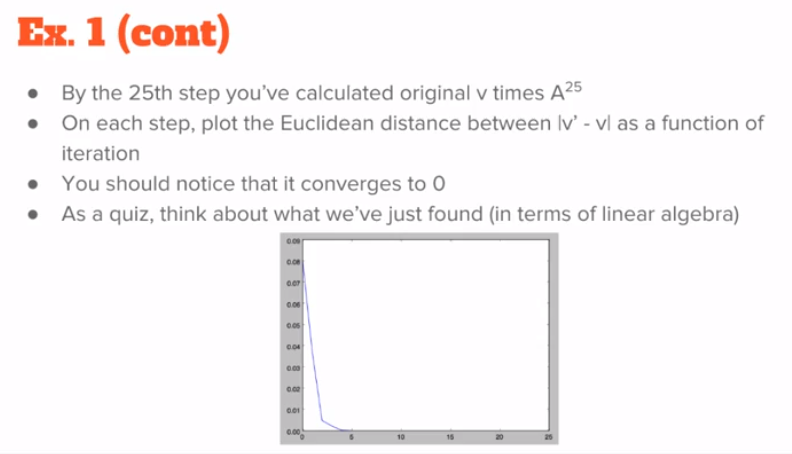 Ex. 1 (cont)
● By the 25th step you've calculated original v times A²⁵
● On each step, plot the Euclidean distance between |v' - v| as a function of
iteration
● You should notice that it converges to 0
● As a quiz, think about what we've just found (in terms of linear algebra)
0.09
0.08
0.07
0.06
0.05
0.04
0.03
0.02
0.01
0.00
0 5 10 15 20 25